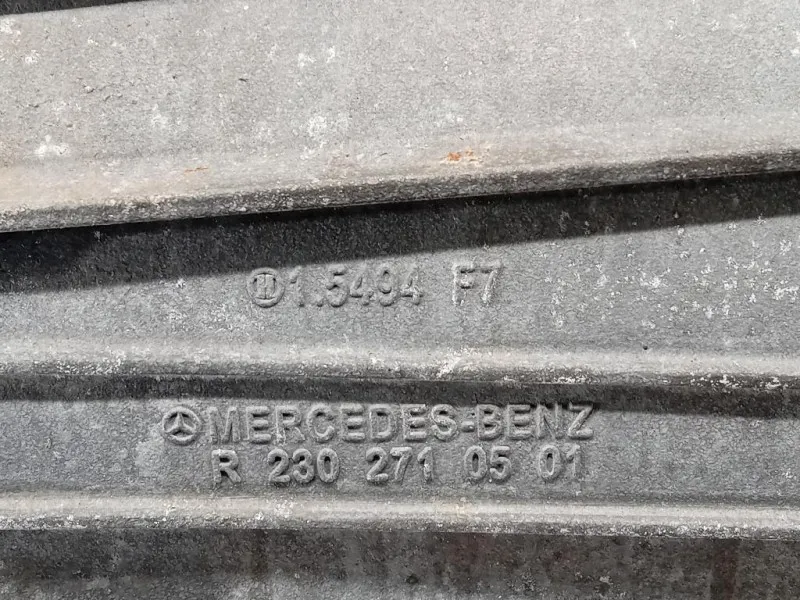 1.5494 F7
MERCEDES-BENZ
R 230 271 05 01